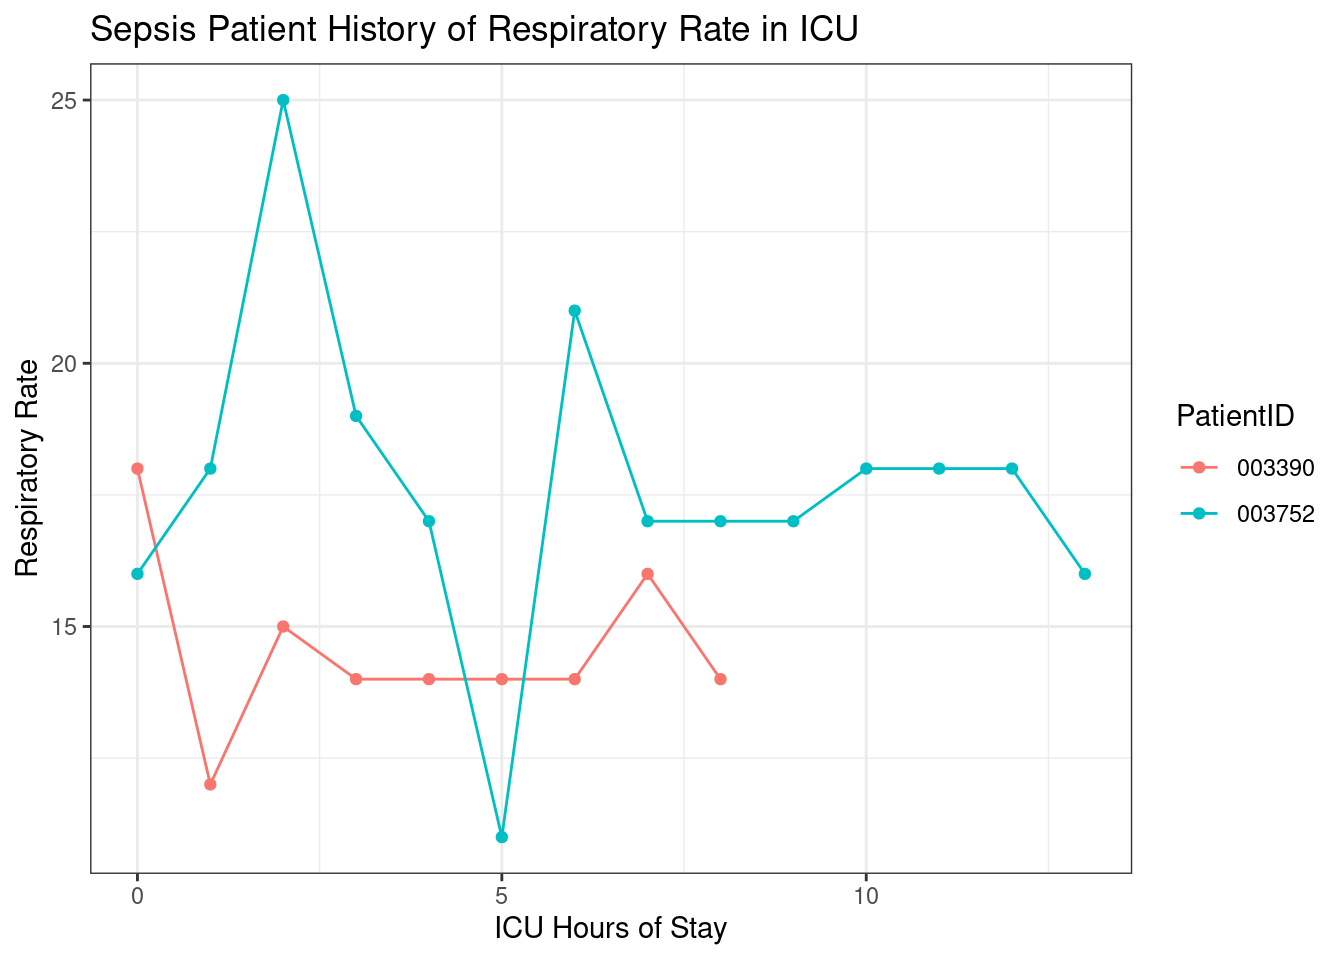 Sepsis Patient History of Respiratory Rate in ICU
25
20
15
Respiratory Rate
0 5 10
ICU Hours of Stay
PatientID
003390
003752